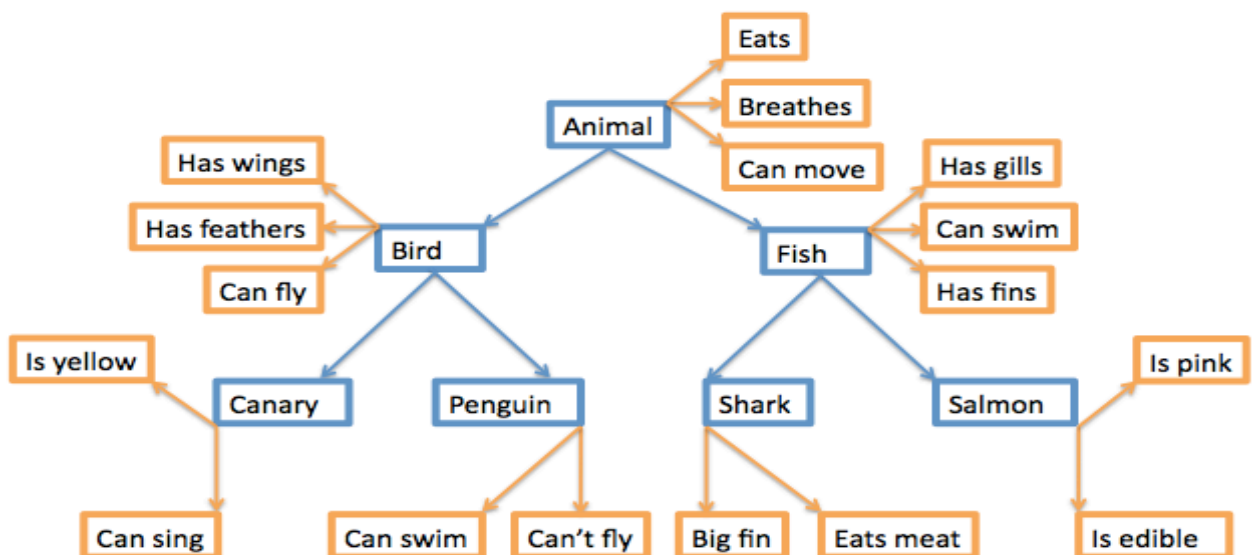 Eats
Animal
Breathes
Can move
Has wings
Has feathers
Can fly
Bird
Has gills
Can swim
Has fins
Fish
Is yellow
Canary
Penguin
Shark
Salmon
Is pink
Can sing
Can swim
Can't fly
Big fin
Eats meat
Is edible